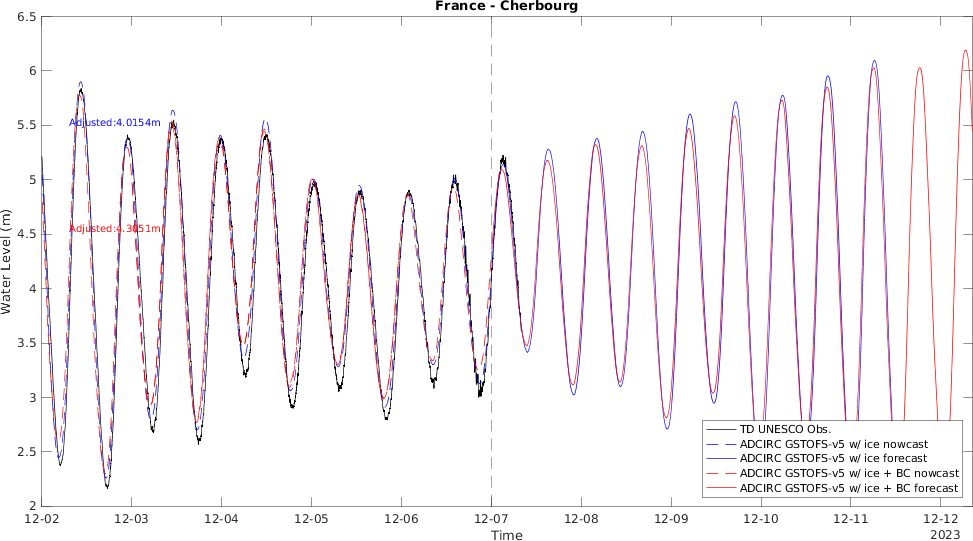 France - Cherbourg
6.5
6
5.5
5
4.5
4
3.5
3
2.5
2
Water Level (m)
Adjusted:4.0154m
Adjusted:4.3051m
TD UNESCO Obs.
ADCIRC GSTOFS-v5 w/ ice nowcast
ADCIRC GSTOFS-v5 w/ ice forecast
ADCIRC GSTOFS-v5 w/ ice + BC nowcast
ADCIRC GSTOFS-v5 w/ ice + BC forecast
12-02 12-03 12-04 12-05 12-06 12-07 12-08 12-09 12-10 12-11 12-12
Time
2023